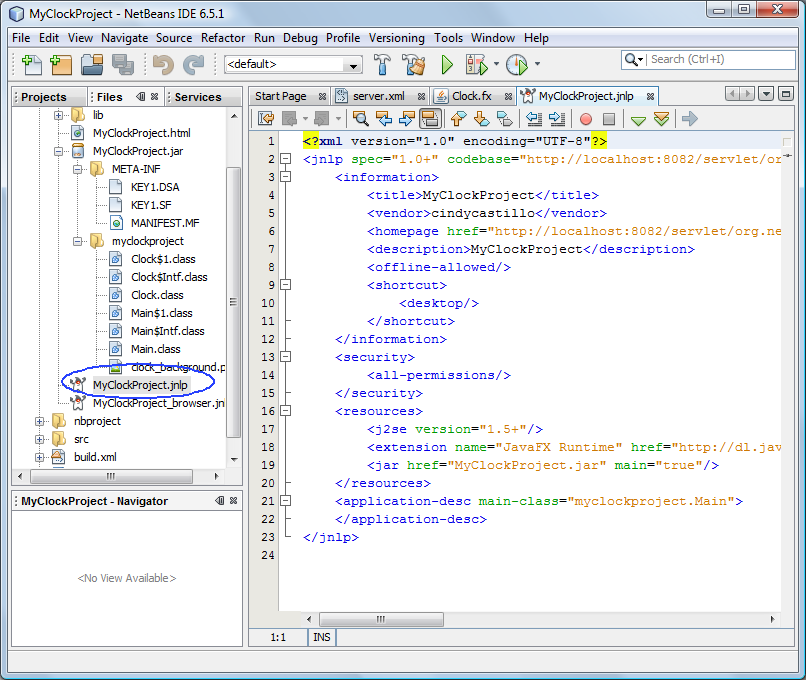 MyClockProject - NetBeans IDE 6.5.1
File Edit View Navigate Source Refactor Run Debug Profile Versioning Tools Window Help
<default>
Search (Ctrl+I)
Projects Files Services
lib
MyClockProject.html
MyClockProject.jar
META-INF
KEY1.DSA
KEY1.SF
MANIFEST.MF
myclockproject
Clock$1.class
Clock$Intf.class
Clock.class
Main$1.class
Main$Intf.class
Main.class
clock_background.p
MyClockProject.jnlp
MyClockProject_browser.jnl
nbproject
src
build.xml
MyClockProject - Navigator
<No View Available>
Start Page server.xml Clock.fx MyClockProject.jnlp
1 <?xml version="1.0" encoding="UTF-8"?>
2 <jnlp spec="1.0+" codebase="http://localhost:8082/servlet/or
3 <information>
4 <title>MyClockProject</title>
5 <vendor>cindycastillo</vendor>
6 <homepage href="http://localhost:8082/servlet/org.ne
7 <description>MyClockProject</description>
8 <offline-allowed/>
9 <shortcut>
10 <desktop/>
11 </shortcut>
12 </information>
13 <security>
14 <all-permissions/>
15 </security>
16 <resources>
17 <j2se version="1.5+"/>
18 <extension name="JavaFX Runtime" href="http://dl.jav
19 <jar href="MyClockProject.jar" main="true"/>
20 </resources>
21 <application-desc main-class="myclockproject.Main">
22 </application-desc>
23 </jnlp>
24
1:1 INS